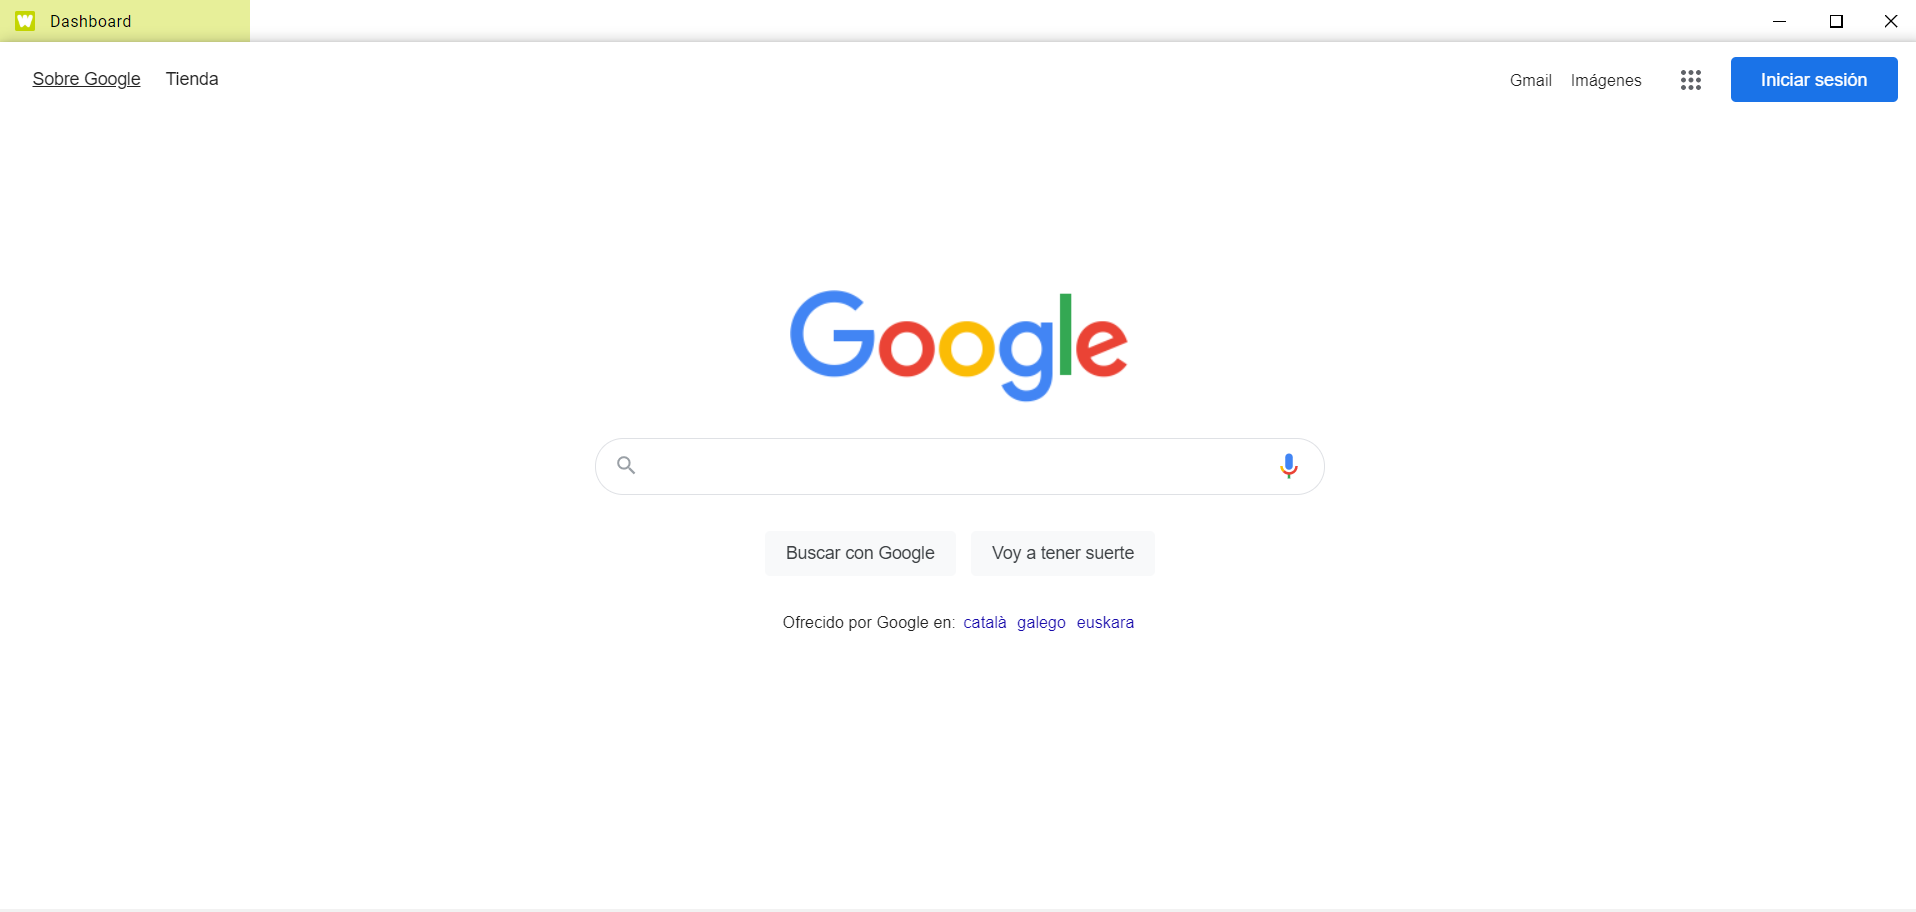 Dashboard
Sobre Google Tienda Gmail Imágenes Iniciar sesión
Google
Buscar con Google Voy a tener suerte
Ofrecido por Google en: català galego euskara